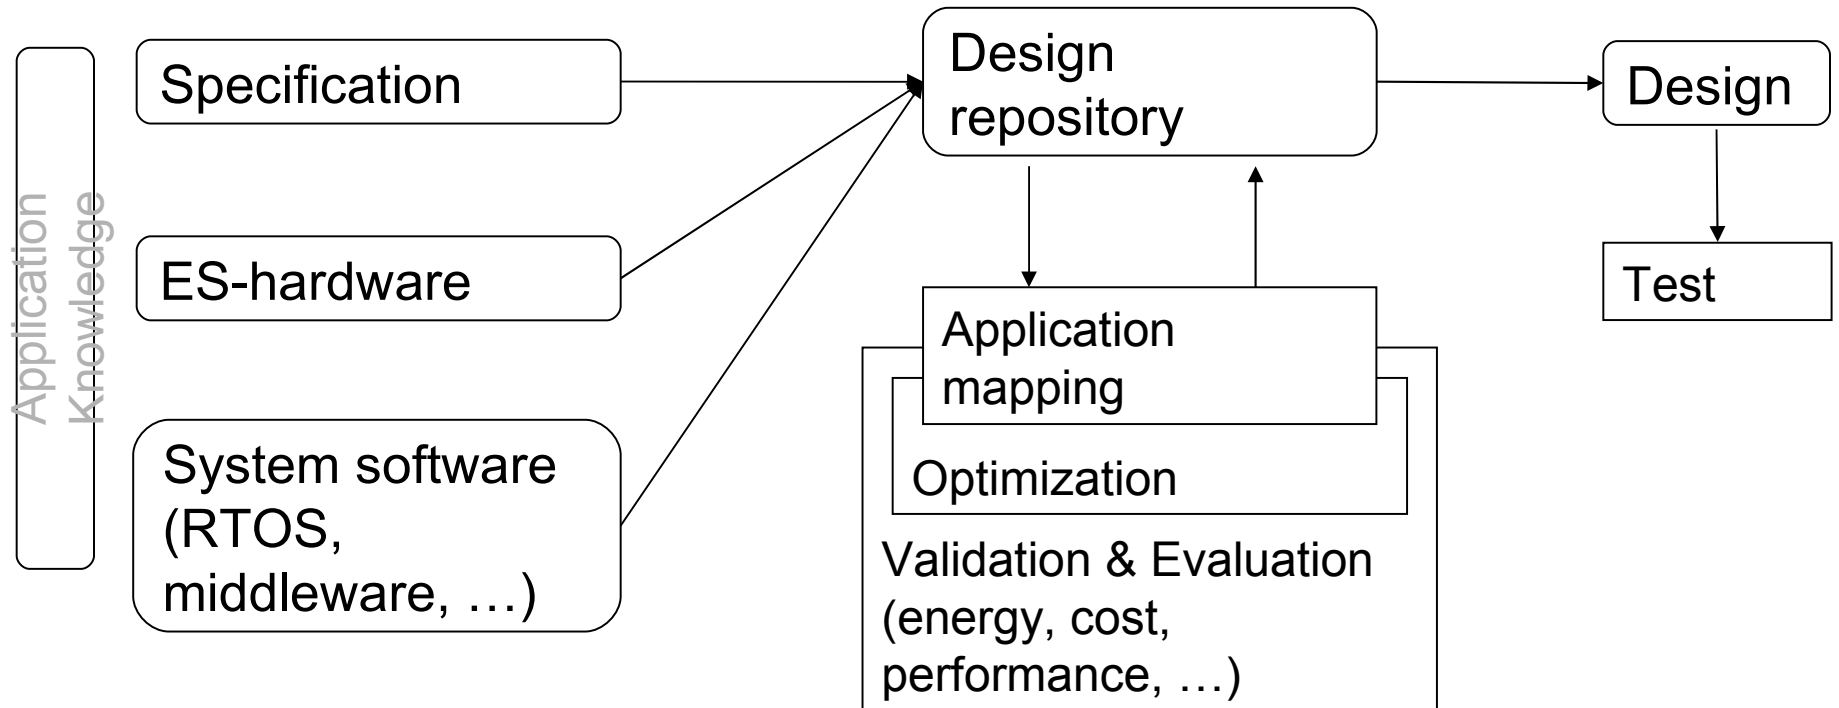 Application
Knowledge
Specification
ES-hardware
System software
(RTOS,
middleware, …)
Design
repository
Application
mapping
Optimization
Validation & Evaluation
(energy, cost,
performance, …)
Design
Test